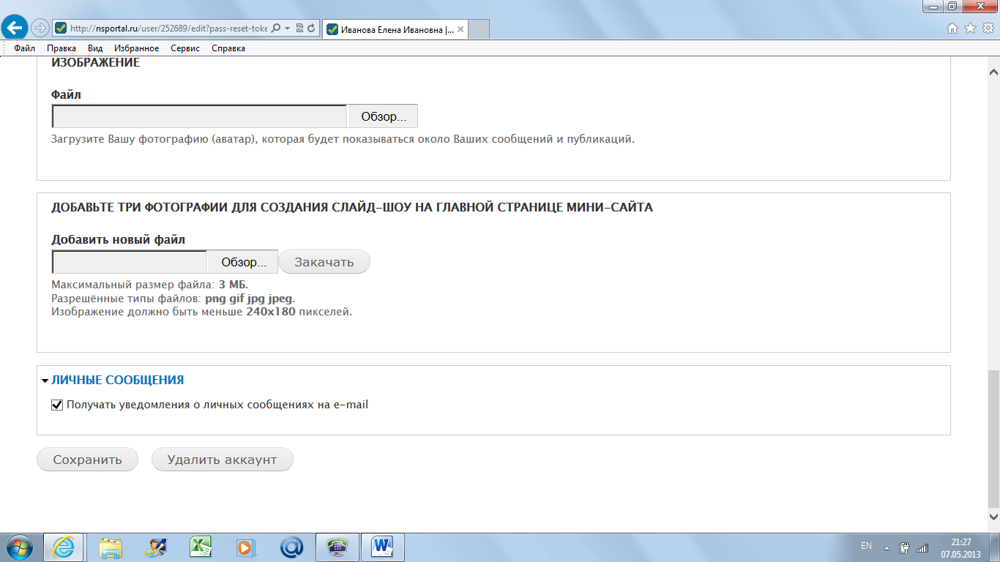 http://nsportal.ru/user/252689/edit?pass-reset-toke
Иванова Елена Ивановна |...
Файл Правка Вид Избранное Сервис Справка
ИЗОБРАЖЕНИЕ
Файл
Обзор...
Загрузите Вашу фотографию (аватар), которая будет показываться около Ваших сообщений и публикаций.
ДОБАВЬТЕ ТРИ ФОТОГРАФИИ ДЛЯ СОЗДАНИЯ СЛАЙД-ШОУ НА ГЛАВНОЙ СТРАНИЦЕ МИНИ-САЙТА
Добавить новый файл
Обзор... Закачать
Максимальный размер файла: 3 МБ.
Разрешённые типы файлов: png gif jpg jpeg.
Изображение должно быть меньше 240x180 пикселей.
ЛИЧНЫЕ СООБЩЕНИЯ
Получать уведомления о личных сообщениях на e-mail
Сохранить Удалить аккаунт
EN
21:27
07.05.2013